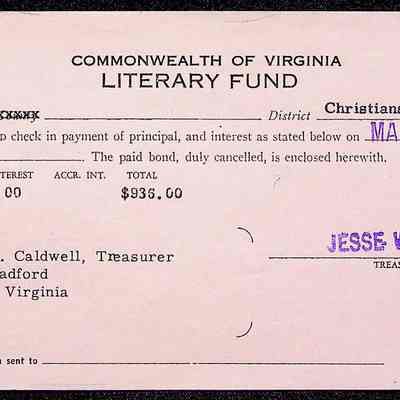 COMMONWEALTH OF VIRGINIA
LITERARY FUND
District Christians
check in payment of principal, and interest as stated below on MA
The paid bond, duly cancelled, is enclosed herewith.
TEREST ACCR. INT. TOTAL
00 $936.00
JESSE
. Caldwell, Treasurer
TREAS
adford
Virginia
sent to